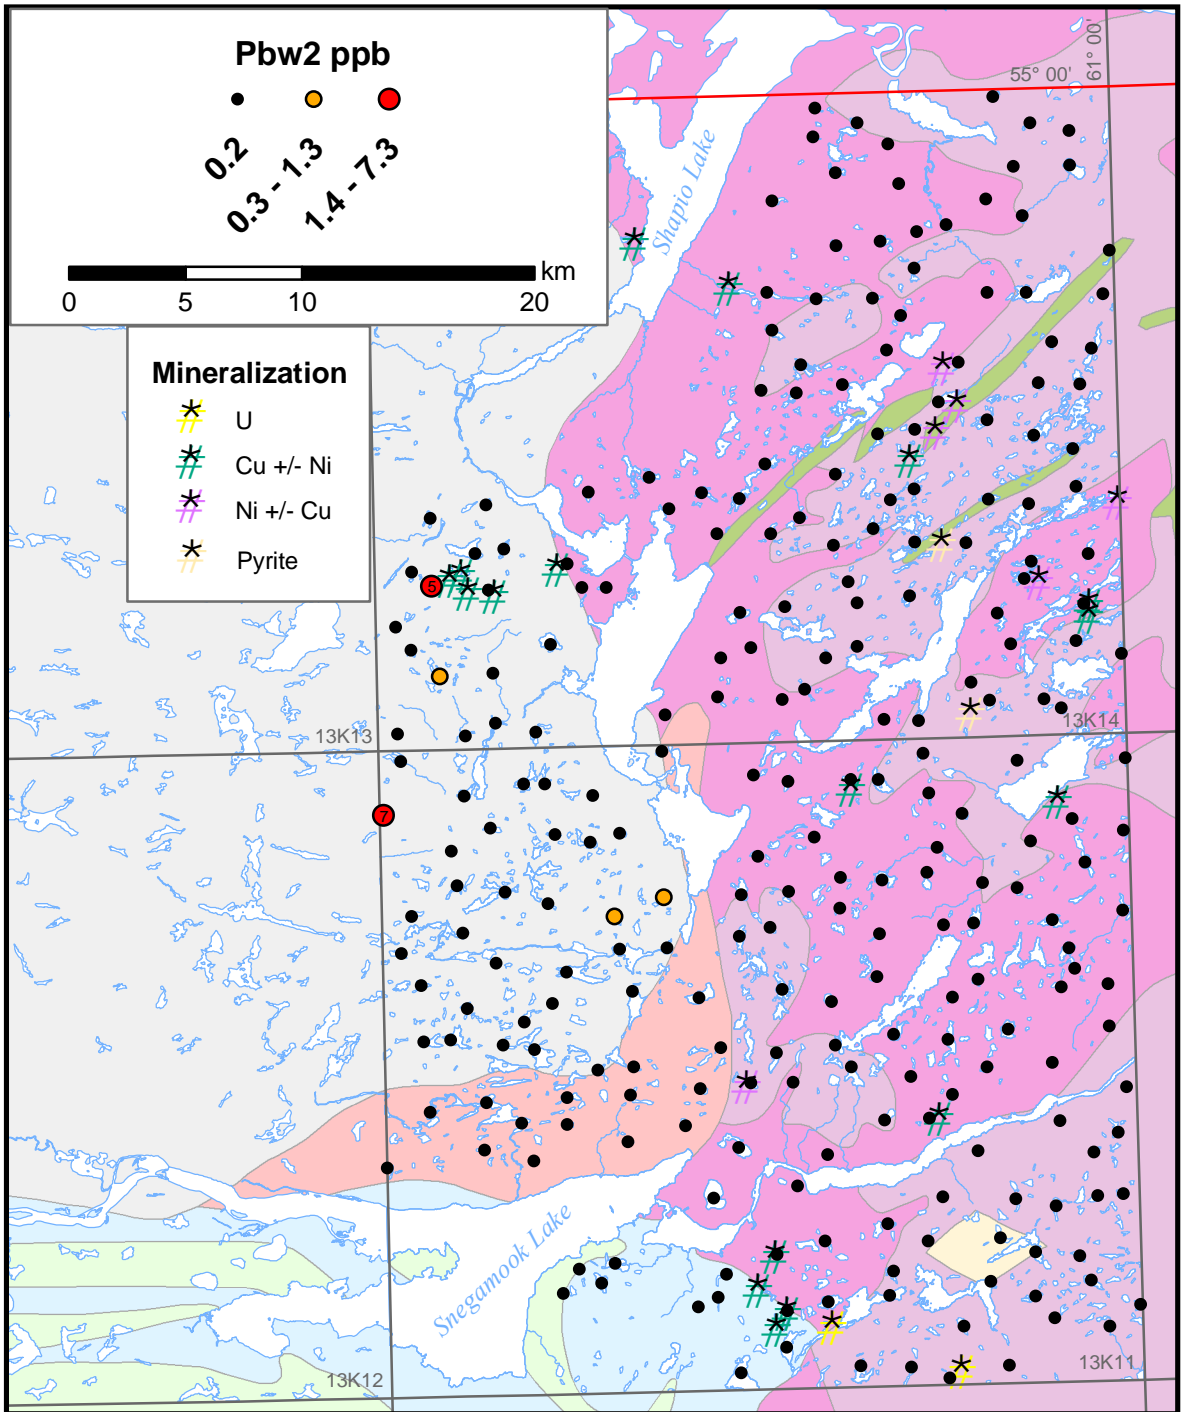 Pbw2 ppb
0.2
0.3 - 1.3
1.4 - 7.3
km
0 5 10 20
Mineralization
U
Cu +/- Ni
Ni +/- Cu
Pyrite
55° 00'
61° 00'
Shapio Lake
5
13K13
13K14
7
Snegamook Lake
13K12
13K11